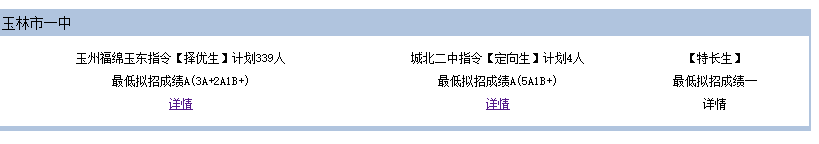 玉林市一中
玉州福绵玉东指令【择优生】计划339人
最低拟招成绩A(3A+2A1B+)
详情
城北二中指令【定向生】计划4人
最低拟招成绩A(5A1B+)
详情
【特长生】
最低拟招成绩——
详情